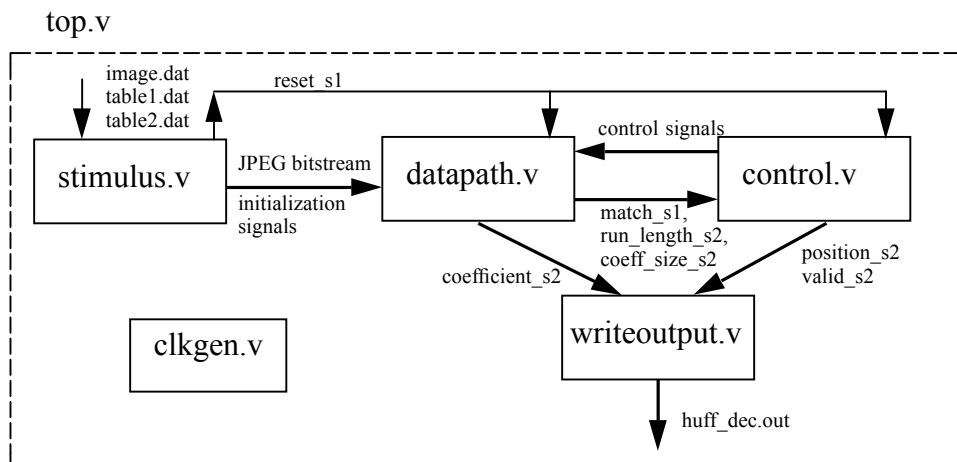 top.v
image.dat
table1.dat
table2.dat
reset_s1
control signals
stimulus.v
JPEG bitstream
initialization
signals
datapath.v
control.v
match_s1,
run_length_s2,
coeff_size_s2
coefficient_s2
position_s2
valid_s2
clkgen.v
writeoutput.v
huff_dec.out